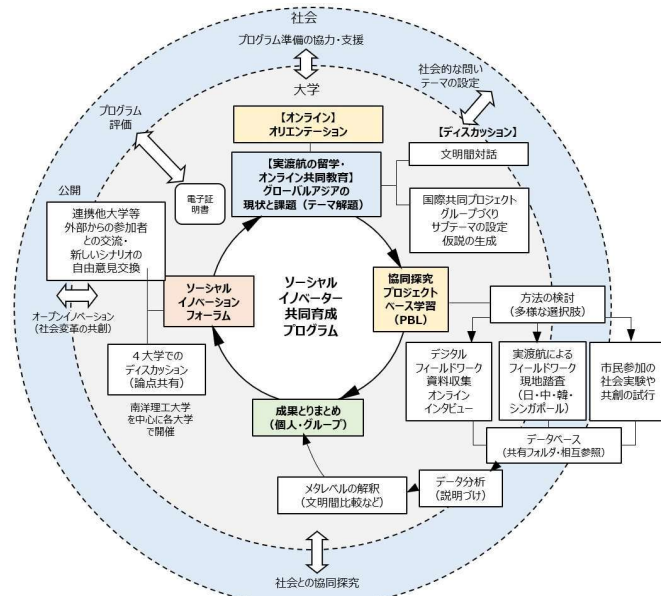 社会
プログラム準備の協力・支援
社会的な問い
テーマの設定
大学
プログラム
評価
【オンライン】
オリエンテーション
【ディスカッション】
文明間対話
【実渡航の留学・
オンライン共同教育】
グローバルアジアの
現状と課題（テーマ解題）
電子証
明書
国際共同プロジェクト
グループづくり
サブテーマの設定
仮説の生成
公開
連携他大学等
外部からの参加者
との交流・
新しいシナリオの
自由意見交換
ソーシャル
イノベーション
フォーラム
ソーシャル
イノベーター
共同育成
プログラム
協同探究
プロジェクト
ベース学習
(PBL)
方法の検討
（多様な選択肢）
オープンイノベーション
（社会変革の共創）
４大学での
ディスカッション
（論点共有）
南洋理工大学
を中心に各大学
で開催
デジタル
フィールドワーク
資料収集
オンライン
インタビュー
実渡航による
フィールドワーク
現地踏査
（日・中・韓・
シンガポール）
市民参加の
社会実験や
共創の試行
成果とりまとめ
（個人・グループ）
データベース
（共有フォルダ・相互参照）
データ分析
（説明づけ）
メタレベルの解釈
（文明間比較など）
社会との協同探究